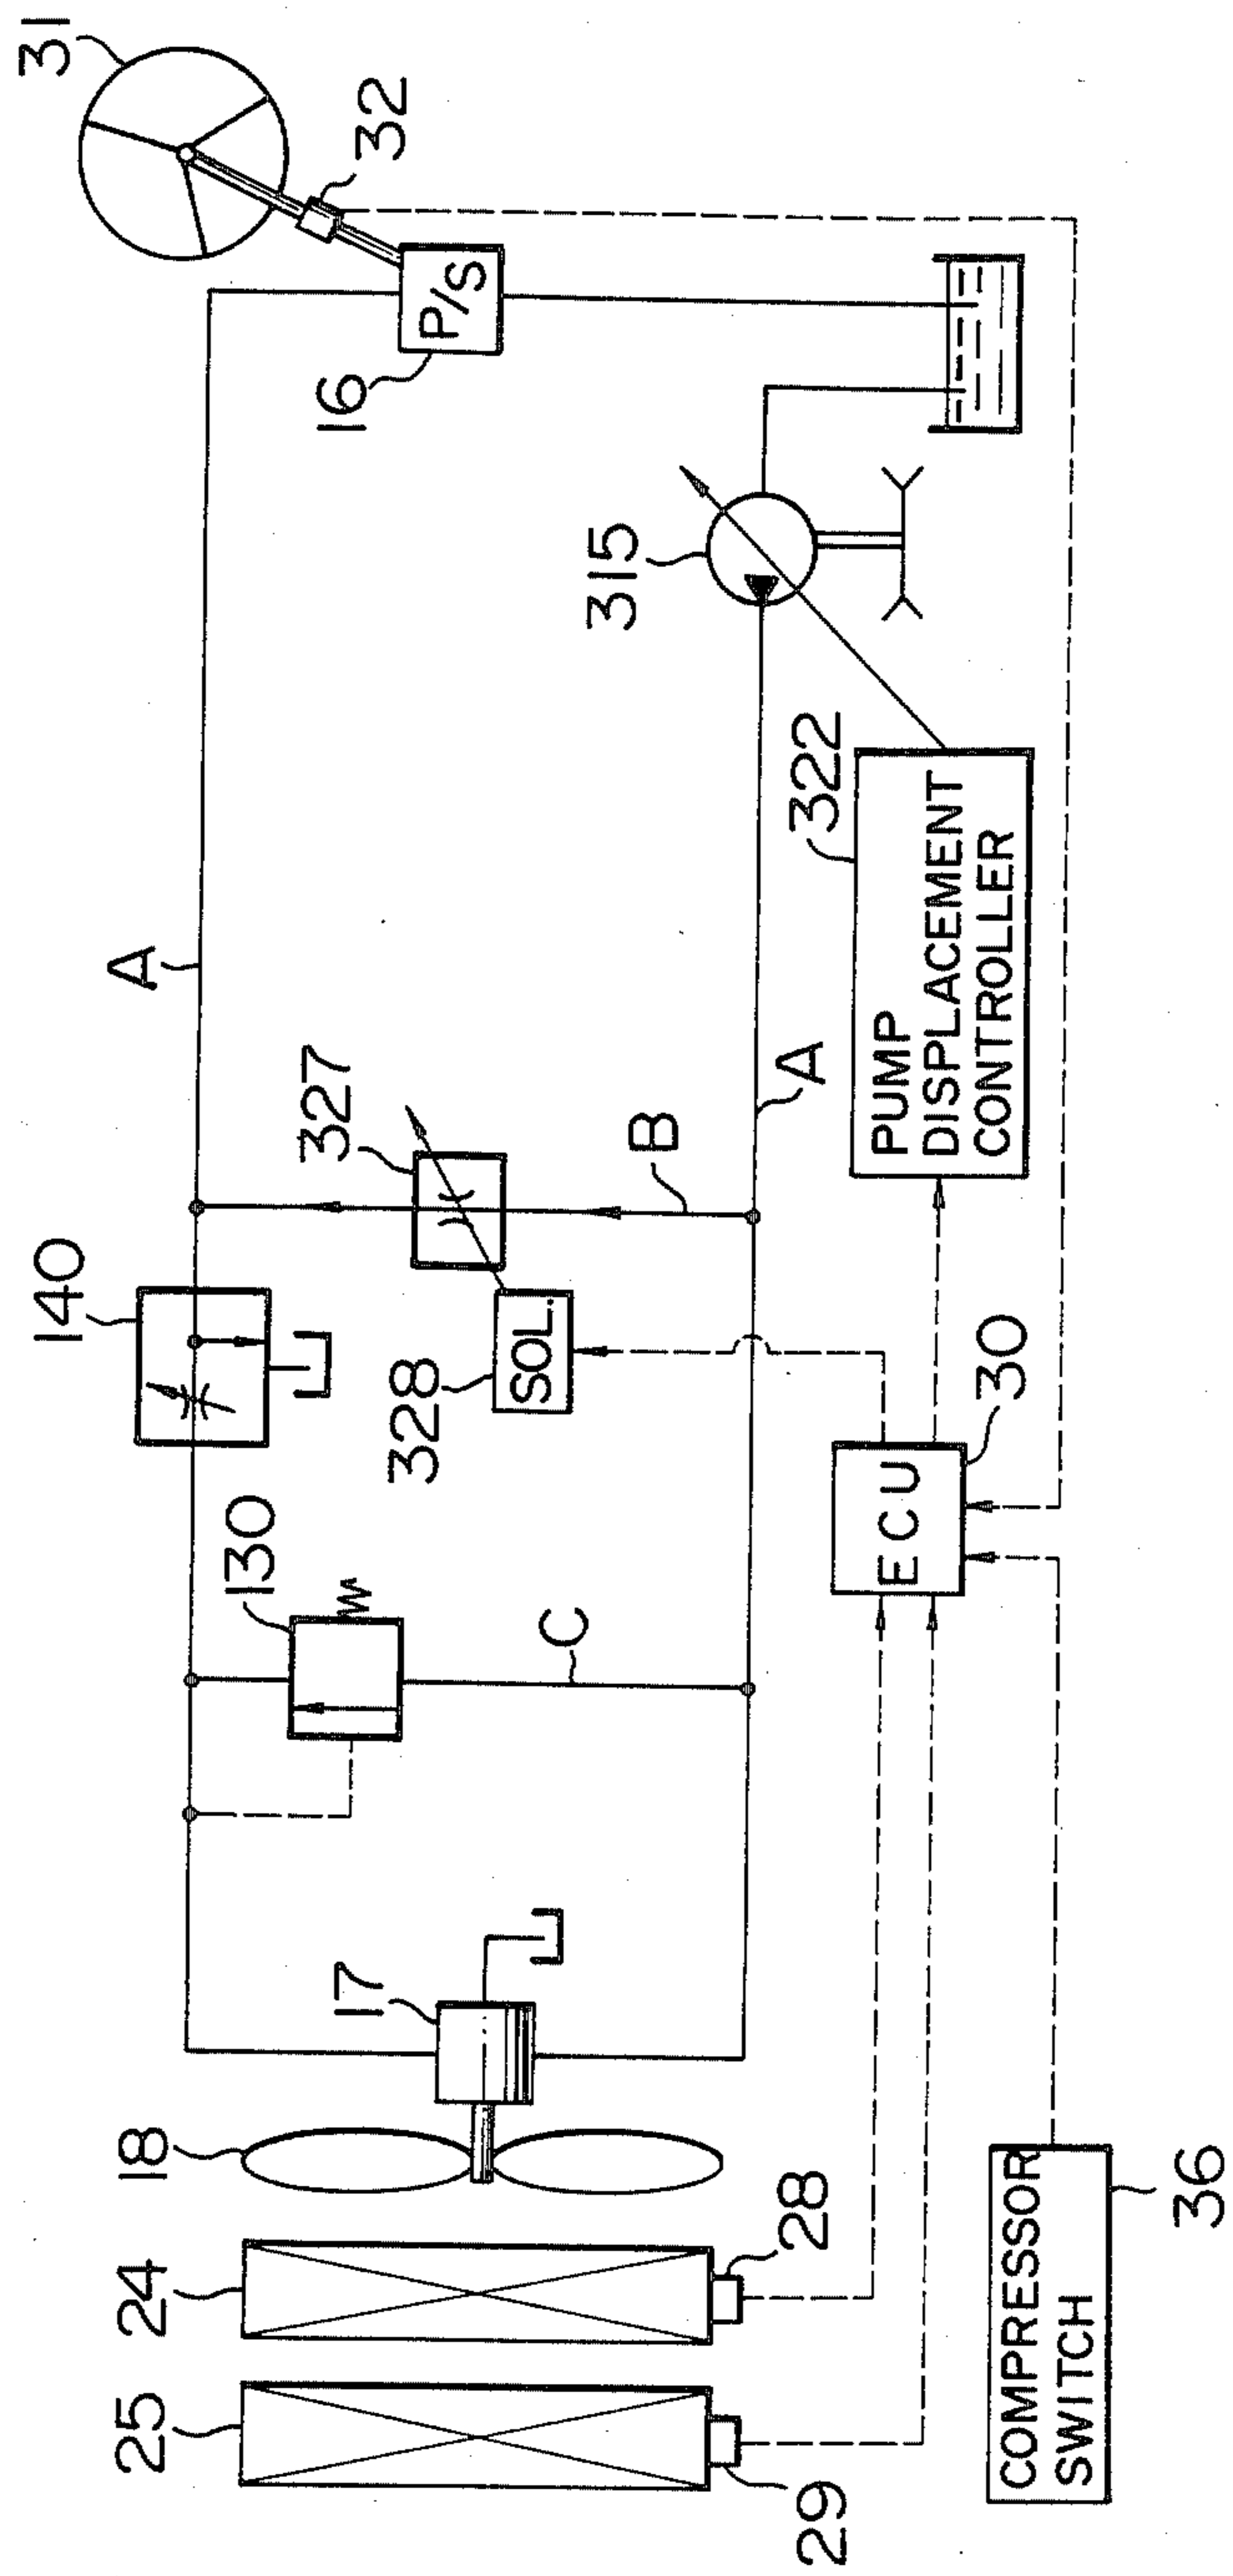 31
32
P/S
16
A
315
322
PUMP
DISPLACEMENT
CONTROLLER
A
327
B
140
328
SOL.
30
ECU
130
C
17
18
24
28
25
29
36
COMPRESSOR
SWITCH